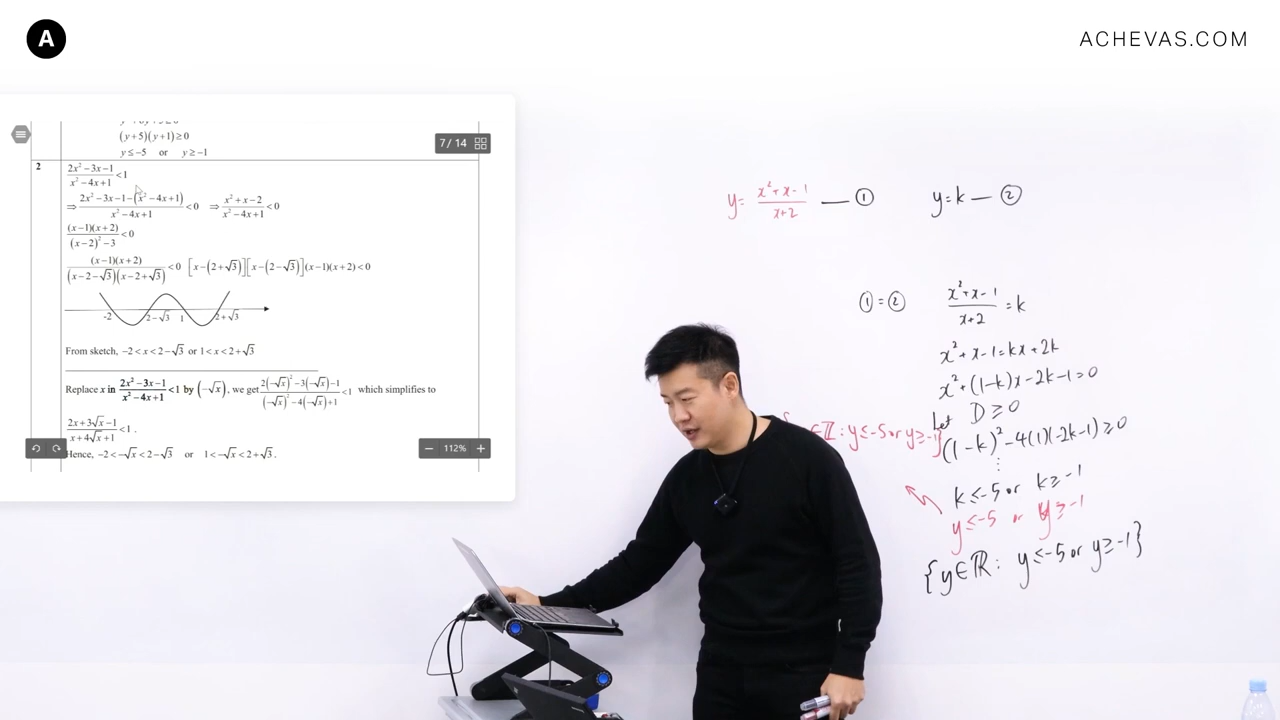 A
ACHEVAS.COM
7 / 14
(y+5)(y+1) ≥ 0
y ≤ −5 or y ≥ −1
2
(2x² −3x −1)/(x² −4x +1) < 1
⇒ (2x² −3x −1−(x² −4x+1))/(x² −4x +1) < 0 ⇒ (x² + x −2)/(x² −4x +1) < 0
((x−1)(x+2))/((x−2)² −3) < 0
((x−1)(x+2))/((x−2−√3)(x−2+√3)) < 0 [x−(2+√3)][x−(2−√3)](x−1)(x+2) < 0
-2 2−√3 1 2+√3
From sketch, −2 < x < 2−√3 or 1 < x < 2+√3
Replace x in (2x² −3x −1)/(x² −4x +1) < 1 by (−√x), we get (2(−√x)² −3(−√x)−1)/((−√x)² −4(−√x)+1) < 1 which simplifies to
(2x+3√x −1)/(x+4√x +1) < 1 .
Hence, −2 < −√x < 2−√3 or 1 < −√x < 2+√3 .
− 112% +
y = (x²+x-1)/(x+2) — ① y=k — ②
①=② (x²+x-1)/(x+2) = k
x²+x-1=kx+2k
x²+(1-k)x-2k-1=0
Let D≥0
(1-k)²-4(1)(-2k-1)≥0
⋮
k≤-5 or k≥-1
y≤-5 or y≥-1
{y∈ℝ: y≤-5 or y≥-1}
∈ℤ: y≤-5 or y≥-1}